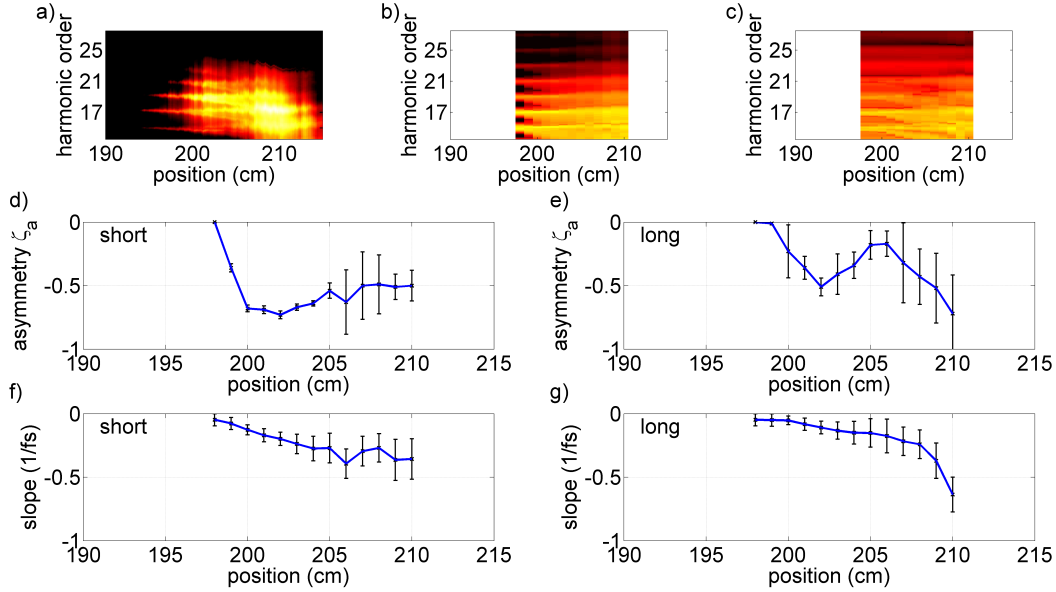 a)
harmonic order
25
21
17
190
200
210
position (cm)
b)
harmonic order
25
21
17
190
200
210
position (cm)
c)
harmonic order
25
21
17
190
200
210
position (cm)
d)
short
asymmetry ζa
0
-0.5
-1
190
195
200
205
210
215
position (cm)
e)
long
asymmetry ζa
0
-0.5
-1
190
195
200
205
210
215
position (cm)
f)
short
slope (1/fs)
0
-0.5
-1
190
195
200
205
210
215
position (cm)
g)
long
slope (1/fs)
0
-0.5
-1
190
195
200
205
210
215
position (cm)